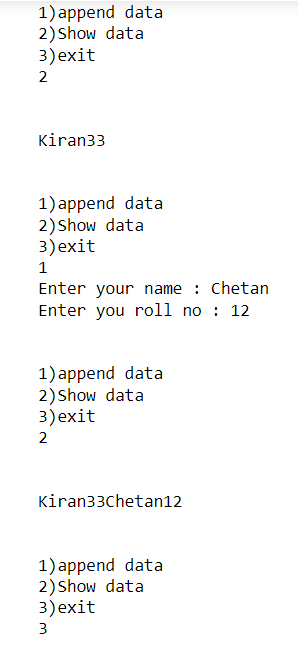 1)append data
2)Show data
3)exit
2
Kiran33
1)append data
2)Show data
3)exit
1
Enter your name : Chetan
Enter you roll no : 12
1)append data
2)Show data
3)exit
2
Kiran33Chetan12
1)append data
2)Show data
3)exit
3